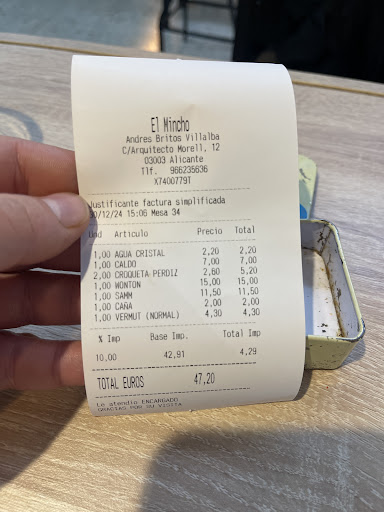 El Mincho
Andres Britos Villalba
C/Arquitecto Morell, 12
03003 Alicante
Tlf. 966235636
X7400779T
Justificante factura simplificada
30/12/24 15:06 Mesa 34
Und Articulo Precio Total
1,00 AGUA CRISTAL 2,20 2,20
1,00 CALDO 7,00 7,00
2,00 CROQUETA PERDIZ 2,60 5,20
1,00 WONTON 15,00 15,00
1,00 SAMM 11,50 11,50
1,00 CAÑA 2,00 2,00
1,00 VERMUT (NORMAL) 4,30 4,30
% Imp Base Imp. Total Imp
10,00 42,91 4,29
TOTAL EUROS 47,20
Le atendio ENCARGADO
GRACIAS POR SU VISITA